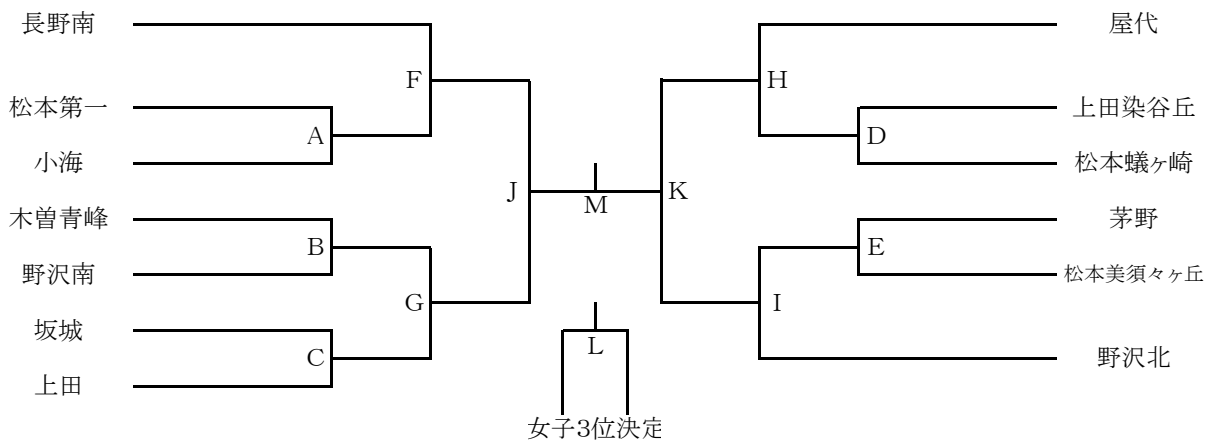 長野南
屋代
F
H
松本第一
上田染谷丘
A
D
小海
松本蟻ヶ崎
J
M
K
木曽青峰
茅野
B
E
野沢南
松本美須々ヶ丘
G
I
坂城
L
C
野沢北
上田
女子3位決定